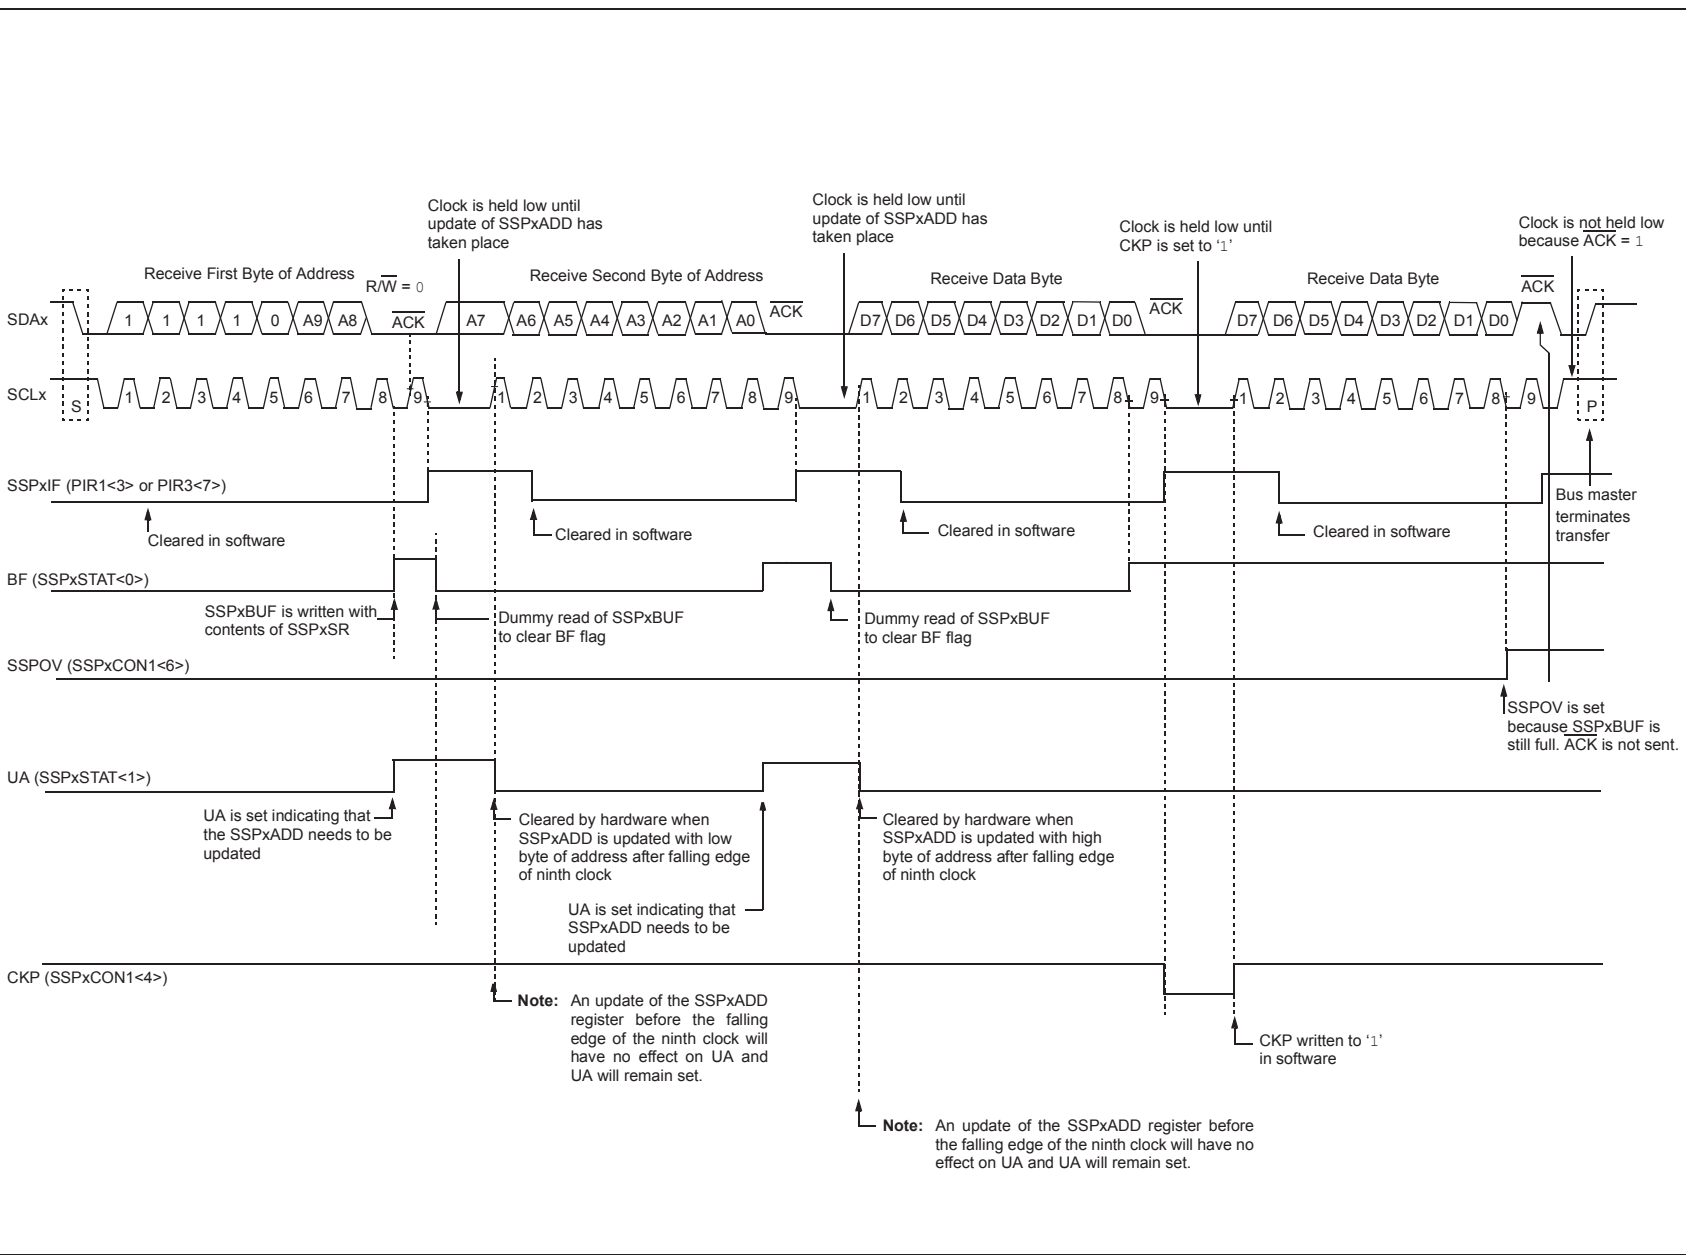 Clock is held low until
update of SSPxADD has
taken place
Clock is held low until
update of SSPxADD has
taken place
Clock is held low until
CKP is set to ‘1’
Clock is not held low
because ACK = 1
Receive First Byte of Address
R/W = 0
Receive Second Byte of Address
Receive Data Byte
Receive Data Byte
ACK
SDAx
1 1 1 1 0 A9 A8 ACK A7 A6 A5 A4 A3 A2 A1 A0 ACK D7 D6 D5 D4 D3 D2 D1 D0 ACK D7 D6 D5 D4 D3 D2 D1 D0
SCLx
S 1 2 3 4 5 6 7 8 9 1 2 3 4 5 6 7 8 9 1 2 3 4 5 6 7 8 9 1 2 3 4 5 6 7 8 9 P
SSPxIF (PIR1<3> or PIR3<7>)
Cleared in software
Cleared in software
Cleared in software
Cleared in software
Bus master
terminates
transfer
BF (SSPxSTAT<0>)
SSPxBUF is written with
contents of SSPxSR
Dummy read of SSPxBUF
to clear BF flag
Dummy read of SSPxBUF
to clear BF flag
SSPOV (SSPxCON1<6>)
SSPOV is set
because SSPxBUF is
still full. ACK is not sent.
UA (SSPxSTAT<1>)
UA is set indicating that
the SSPxADD needs to be
updated
Cleared by hardware when
SSPxADD is updated with low
byte of address after falling edge
of ninth clock
Cleared by hardware when
SSPxADD is updated with high
byte of address after falling edge
of ninth clock
UA is set indicating that
SSPxADD needs to be
updated
CKP (SSPxCON1<4>)
Note: An update of the SSPxADD
register before the falling
edge of the ninth clock will
have no effect on UA and
UA will remain set.
CKP written to ‘1’
in software
Note: An update of the SSPxADD register before
the falling edge of the ninth clock will have no
effect on UA and UA will remain set.